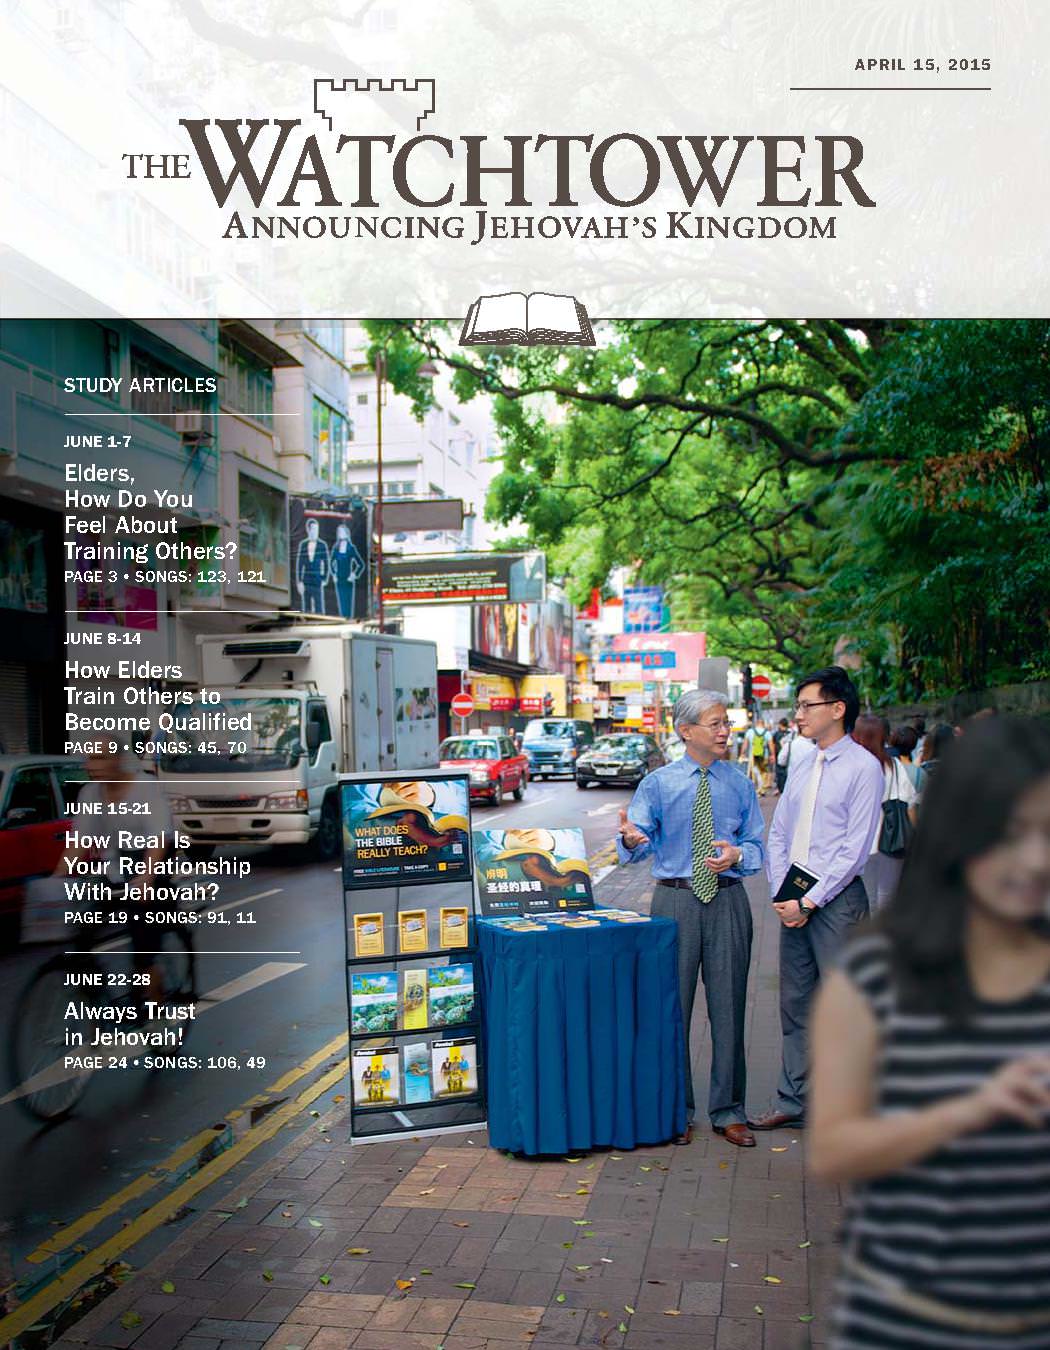 APRIL 15, 2015
THE WATCHTOWER
ANNOUNCING JEHOVAH'S KINGDOM
STUDY ARTICLES
JUNE 1-7
Elders,
How Do You
Feel About
Training Others?
PAGE 3 • SONGS: 123, 121
JUNE 8-14
How Elders
Train Others to
Become Qualified
PAGE 9 • SONGS: 45, 70
JUNE 15-21
How Real Is
Your Relationship
With Jehovah?
PAGE 19 • SONGS: 91, 11
JUNE 22-28
Always Trust
in Jehovah!
PAGE 24 • SONGS: 106, 49
WHAT DOES
THE BIBLE
REALLY TEACH?
圣经的真理